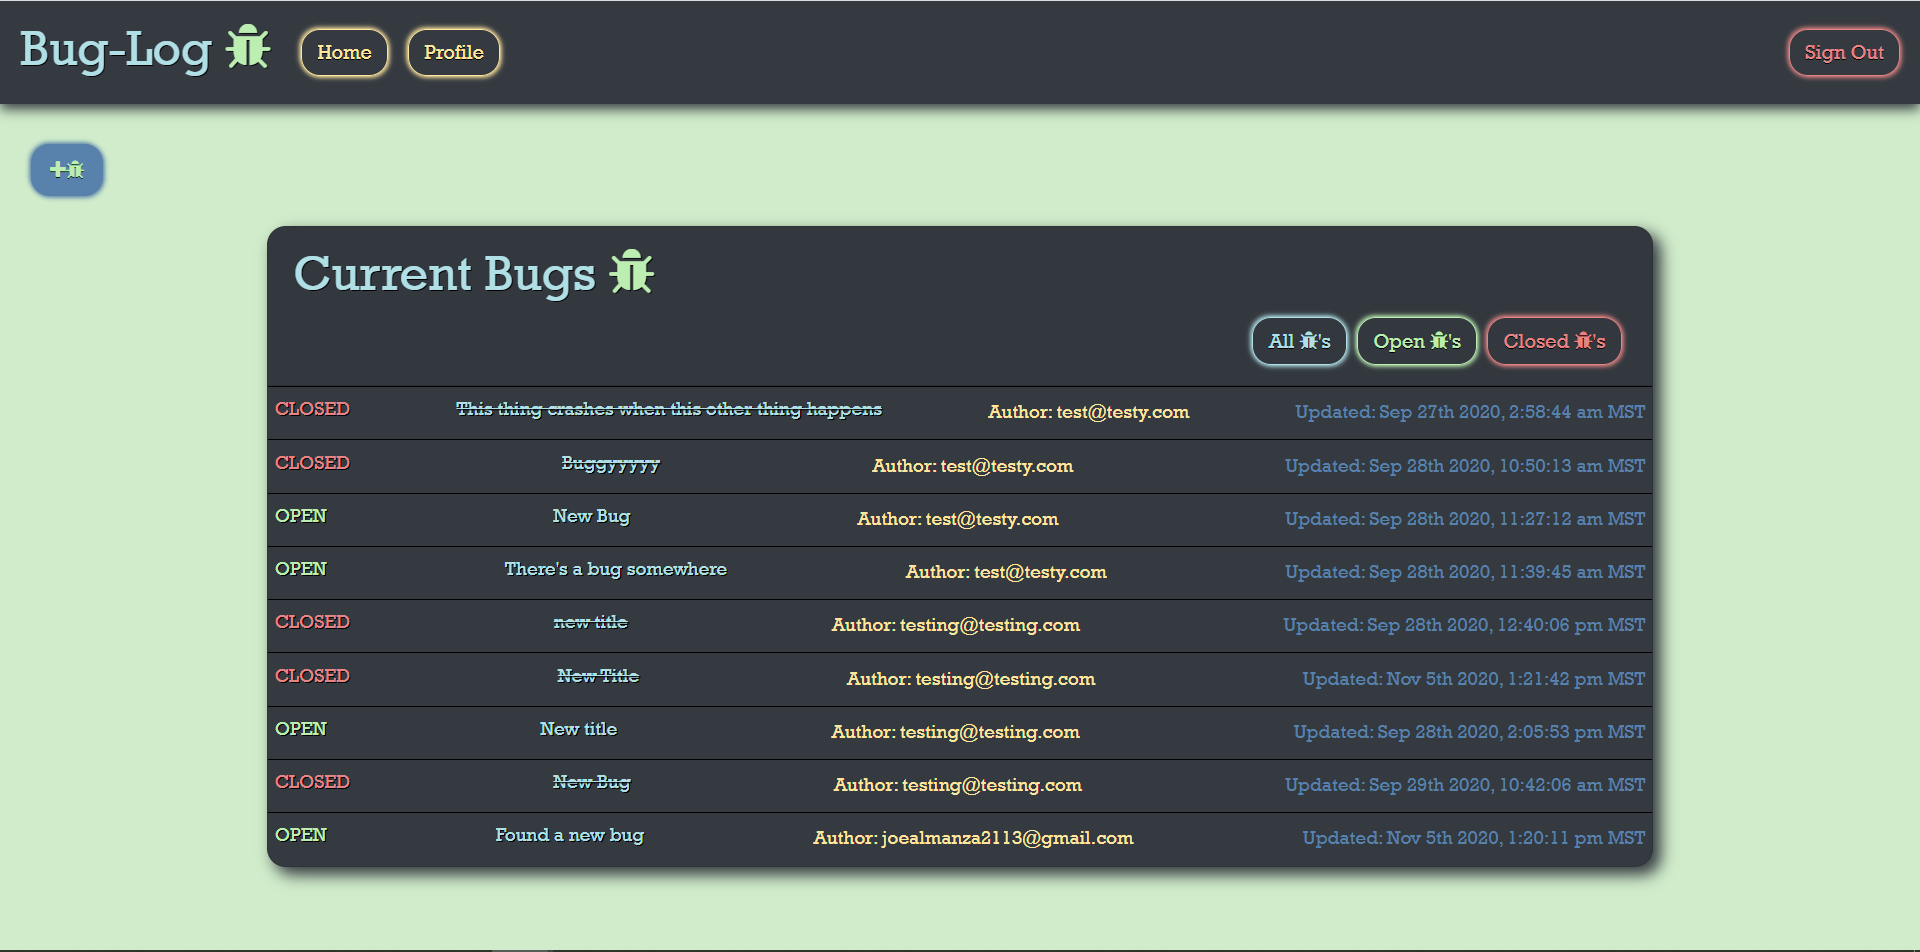 Bug-Log Home Profile Sign Out
+
Current Bugs
All 's Open 's Closed 's
CLOSED This thing crashes when this other thing happens Author: test@testy.com Updated: Sep 27th 2020, 2:58:44 am MST
CLOSED Buggyyyyy Author: test@testy.com Updated: Sep 28th 2020, 10:50:13 am MST
OPEN New Bug Author: test@testy.com Updated: Sep 28th 2020, 11:27:12 am MST
OPEN There's a bug somewhere Author: test@testy.com Updated: Sep 28th 2020, 11:39:45 am MST
CLOSED new title Author: testing@testing.com Updated: Sep 28th 2020, 12:40:06 pm MST
CLOSED New Title Author: testing@testing.com Updated: Nov 5th 2020, 1:21:42 pm MST
OPEN New title Author: testing@testing.com Updated: Sep 28th 2020, 2:05:53 pm MST
CLOSED New Bug Author: testing@testing.com Updated: Sep 29th 2020, 10:42:06 am MST
OPEN Found a new bug Author: joealmanza2113@gmail.com Updated: Nov 5th 2020, 1:20:11 pm MST